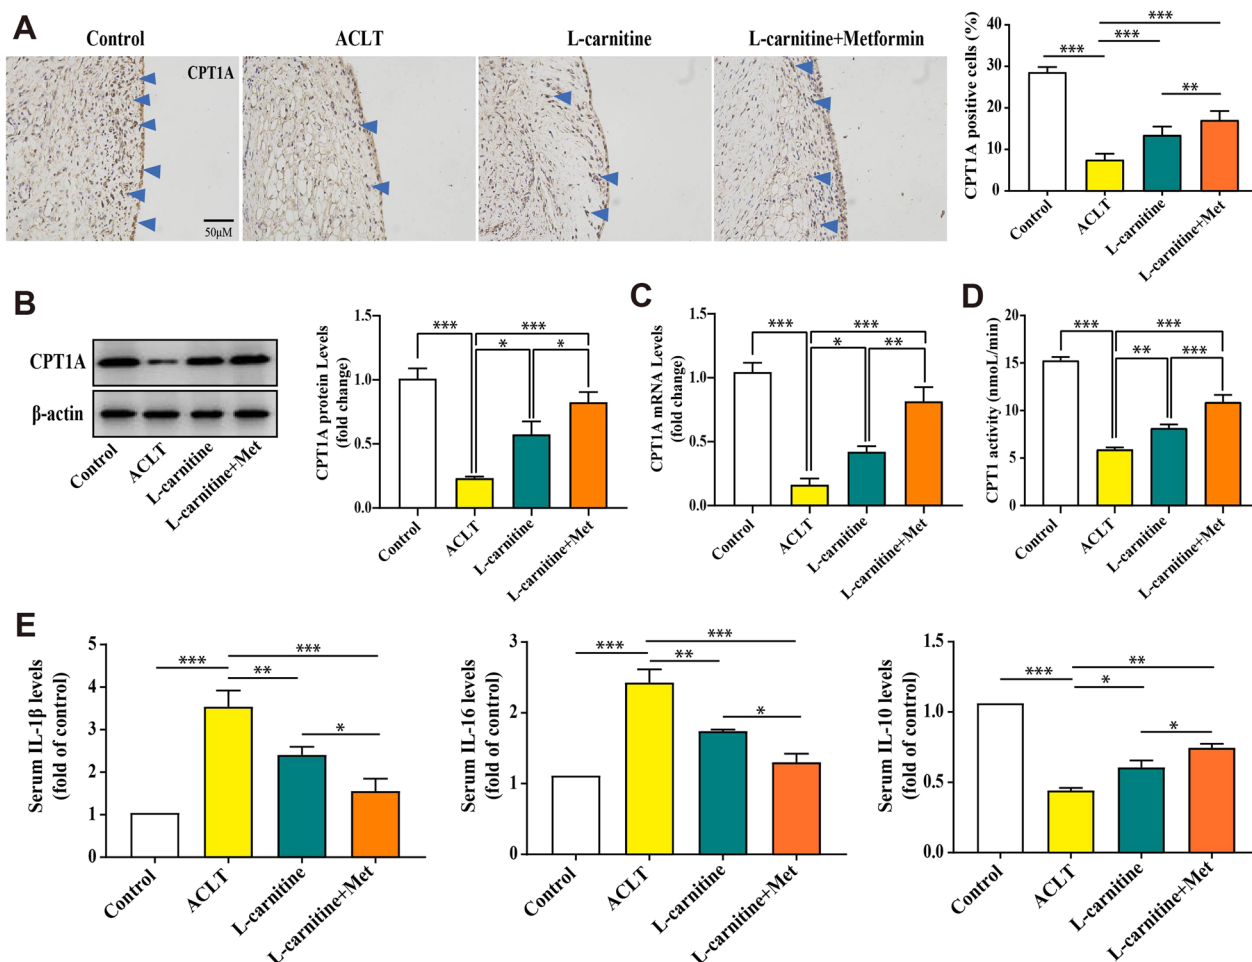 A
Control
ACLT
L-carnitine
L-carnitine+Metformin
CPT1A
50μM
CPT1A positive cells (%)
40
30
20
10
0
***
***
***
**
Control
ACLT
L-carnitine
L-carnitine+Met
B
CPT1A
β-actin
Control
ACLT
L-carnitine
L-carnitine+Met
CPT1A protein Levels
(fold change)
1.5
1.0
0.5
0.0
***
***
*
*
Control
ACLT
L-carnitine
L-carnitine+Met
C
CPT1A mRNA Levels
(fold change)
1.5
1.0
0.5
0.0
***
***
*
**
Control
ACLT
L-carnitine
L-carnitine+Met
D
CPT1 activity (nmoL/min)
20
15
10
5
0
***
***
**
***
Control
ACLT
L-carnitine
L-carnitine+Met
E
Serum IL-1β levels
(fold of control)
5
4
3
2
1
0
***
***
**
*
Control
ACLT
L-carnitine
L-carnitine+Met
Serum IL-16 levels
(fold of control)
3
2
1
0
***
***
**
*
Control
ACLT
L-carnitine
L-carnitine+Met
Serum IL-10 levels
(fold of control)
1.5
1.0
0.5
0.0
***
**
*
*
Control
ACLT
L-carnitine
L-carnitine+Met